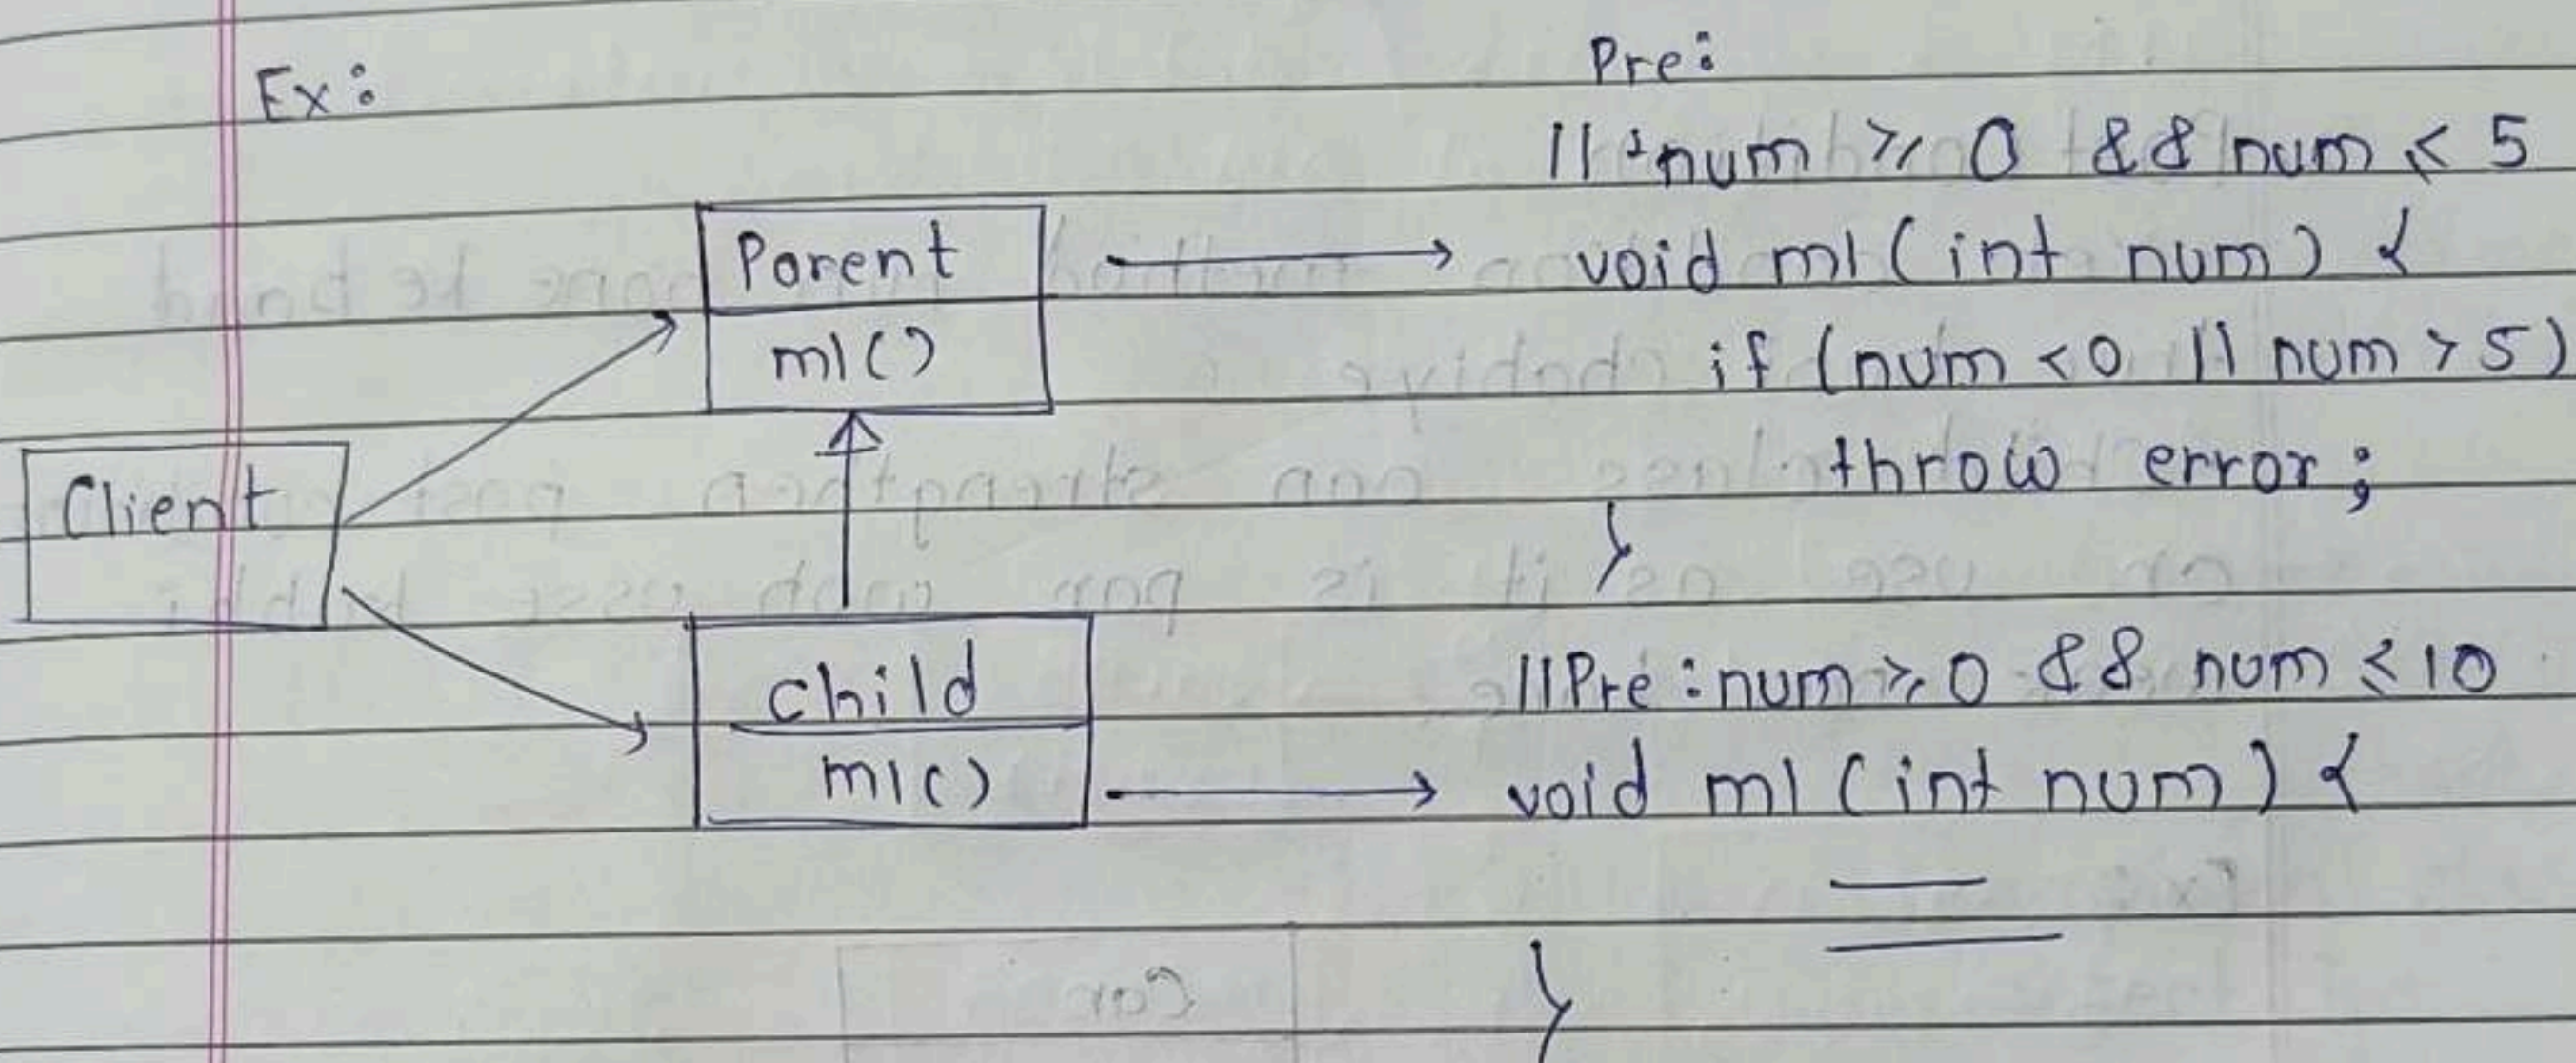 Ex:
Pre:
// num >= 0 && num < 5
Parent
m1()
void m1(int num) {
if (num < 0 || num > 5)
throw error;
}
Client
child
m1()
//Pre: num >= 0 && num ≤ 10
void m1(int num) {
}